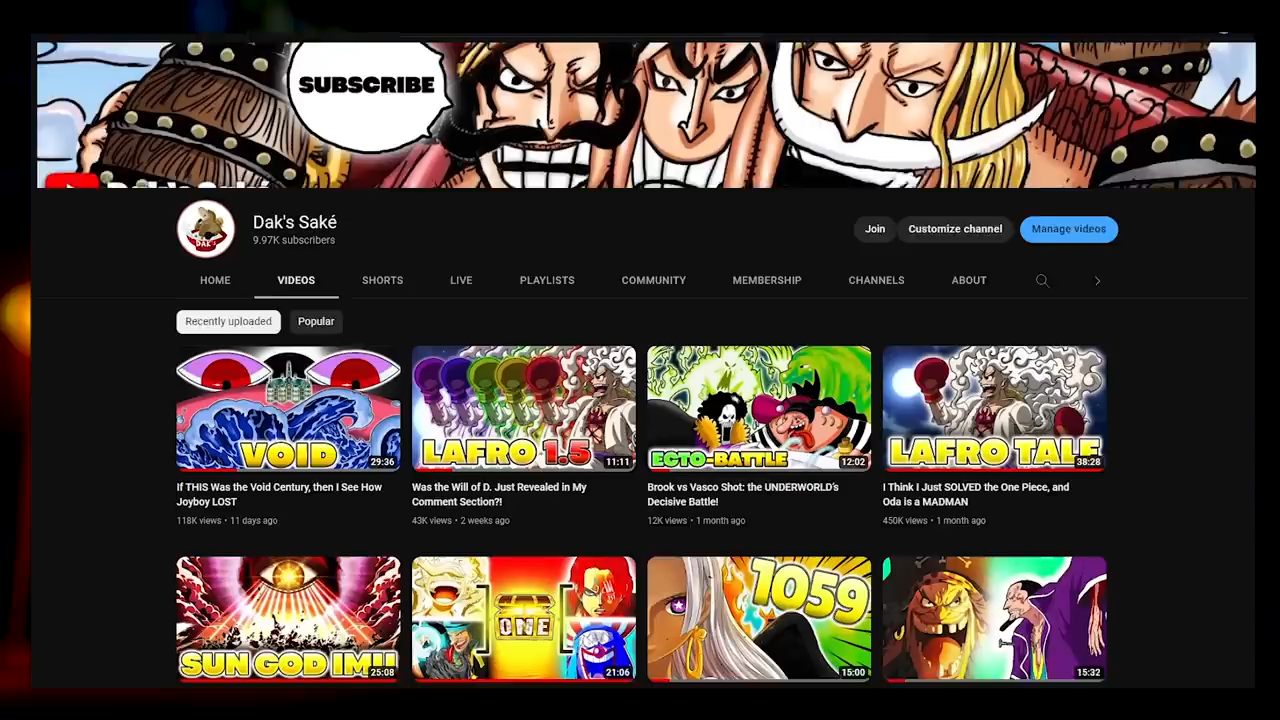 SUBSCRIBE
Dak's Saké
9.97K subscribers
Join
Customize channel
Manage videos
HOME
VIDEOS
SHORTS
LIVE
PLAYLISTS
COMMUNITY
MEMBERSHIP
CHANNELS
ABOUT
Recently uploaded
Popular
VOID
29:36
LAFRO 1.5
11:11
ECTO-BATTLE
12:02
LAFRO TALE
38:28
If THIS Was the Void Century, then I See How
Joyboy LOST
118K views • 11 days ago
Was the Will of D. Just Revealed in My
Comment Section?!
43K views • 2 weeks ago
Brook vs Vasco Shot: the UNDERWORLD's
Decisive Battle!
12K views • 1 month ago
I Think I Just SOLVED the One Piece, and
Oda is a MADMAN
450K views • 1 month ago
SUN GOD IMU
25:08
ONE
21:06
1059
15:00
15:32